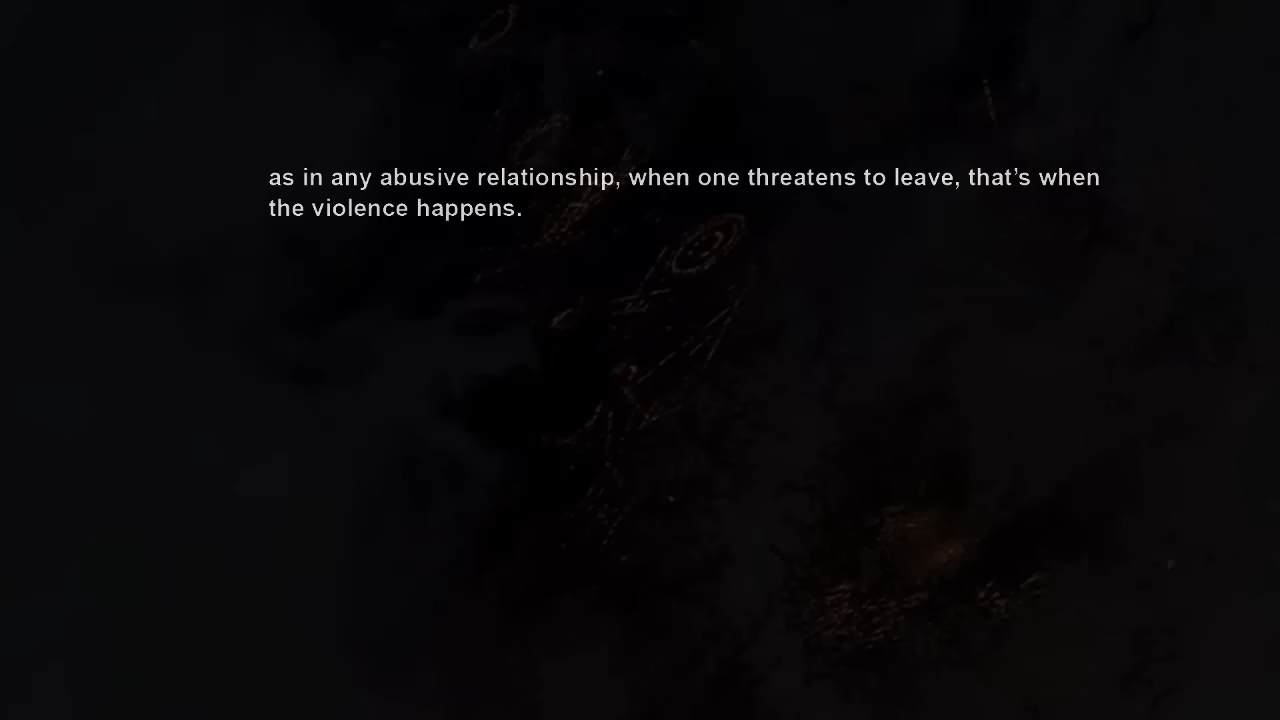 as in any abusive relationship, when one threatens to leave, that’s when
the violence happens.